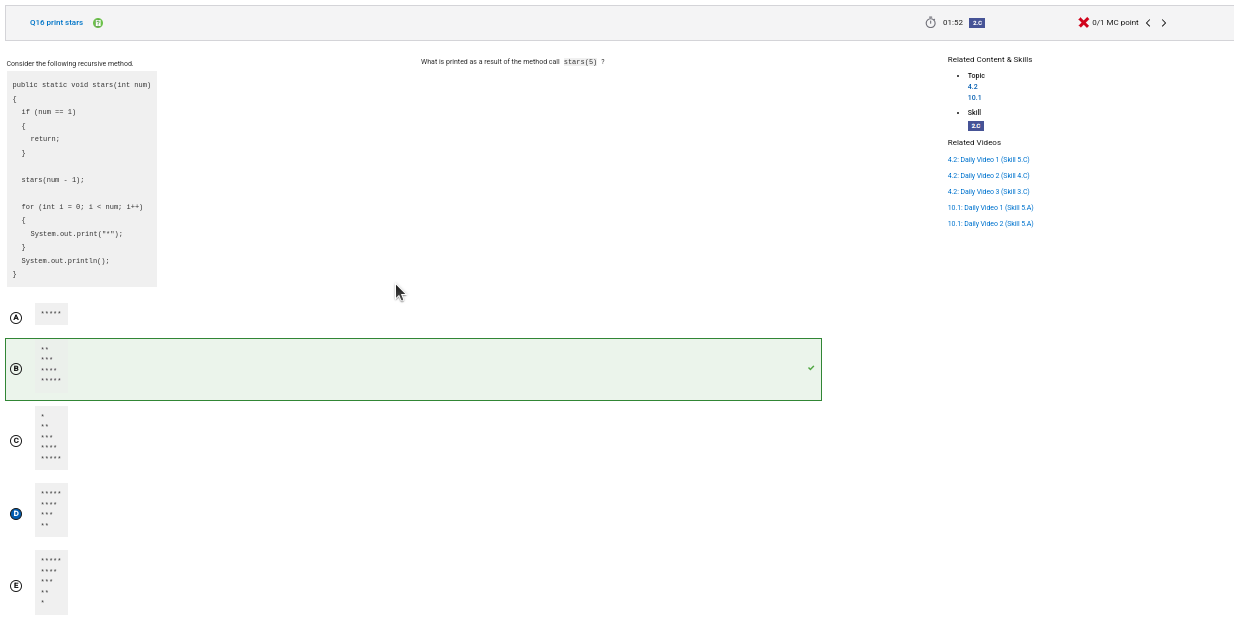 Q16 print stars
01:52 2.C
0/1 MC point
Consider the following recursive method.
public static void stars(int num)
{
if (num == 1)
{
return;
}
stars(num - 1);
for (int i = 0; i < num; i++)
{
System.out.print("*");
}
System.out.println();
}
What is printed as a result of the method call stars(5) ?
A
*****
B
**
***
****
*****
C
*
**
***
****
*****
D
*****
****
***
**
E
*****
****
***
**
*
Related Content & Skills
Topic
4.2
10.1
Skill
2.C
Related Videos
4.2: Daily Video 1 (Skill 5.C)
4.2: Daily Video 2 (Skill 4.C)
4.2: Daily Video 3 (Skill 3.C)
10.1: Daily Video 1 (Skill 5.A)
10.1: Daily Video 2 (Skill 5.A)